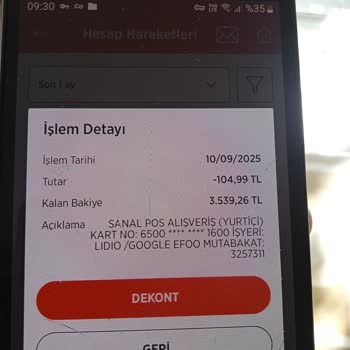 09:30
%35
Hesap Hareketleri
Son 1 ay
İşlem Detayı
İşlem Tarihi 10/09/2025
Tutar -104,99 TL
Kalan Bakiye 3.539,26 TL
Açıklama SANAL POS ALIŞVERİŞ (YURTİÇİ)
KART NO: 6500 **** **** 1600 İŞYERİ:
LIDIO /GOOGLE EFOO MUTABAKAT:
3257311
DEKONT
GERİ